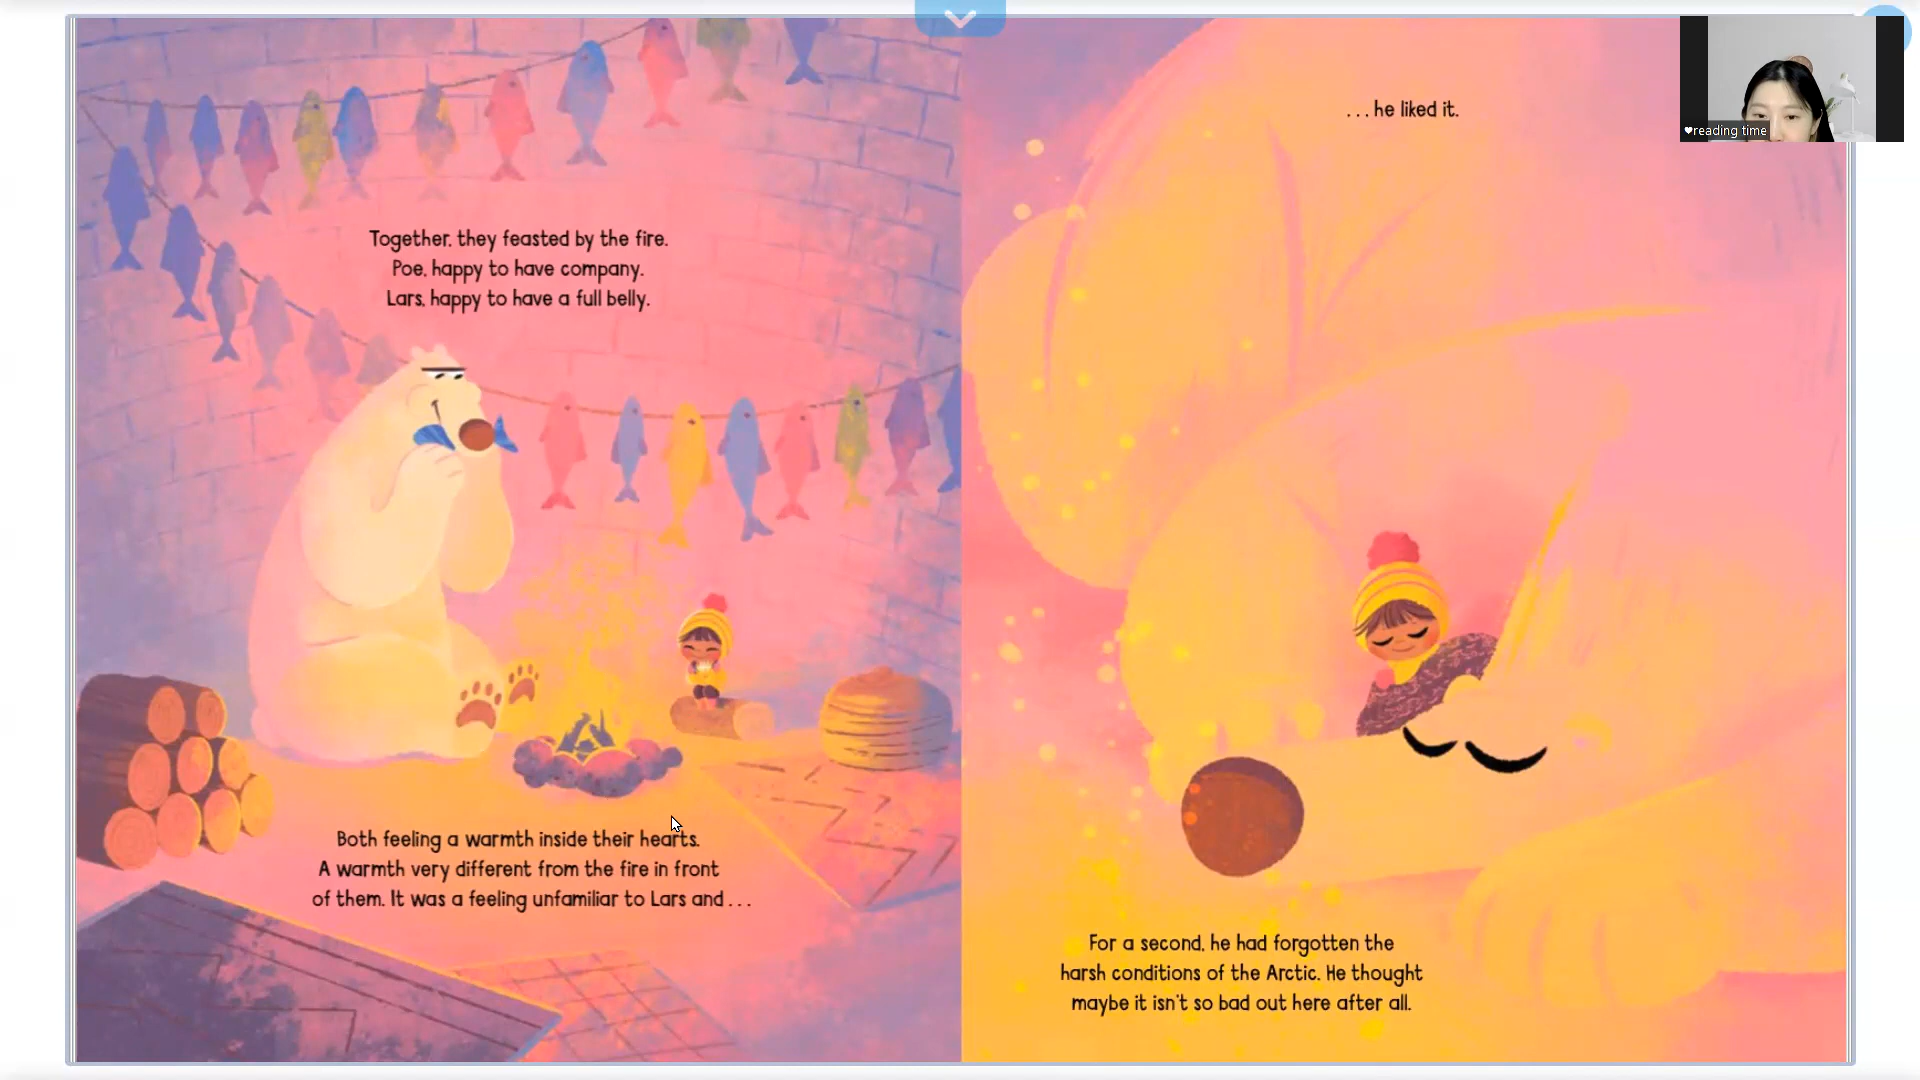 Together, they feasted by the fire.
Poe, happy to have company.
Lars, happy to have a full belly.
Both feeling a warmth inside their hearts.
A warmth very different from the fire in front
of them. It was a feeling unfamiliar to Lars and . . .
. . . he liked it.
♥reading time
For a second, he had forgotten the
harsh conditions of the Arctic. He thought
maybe it isn't so bad out here after all.